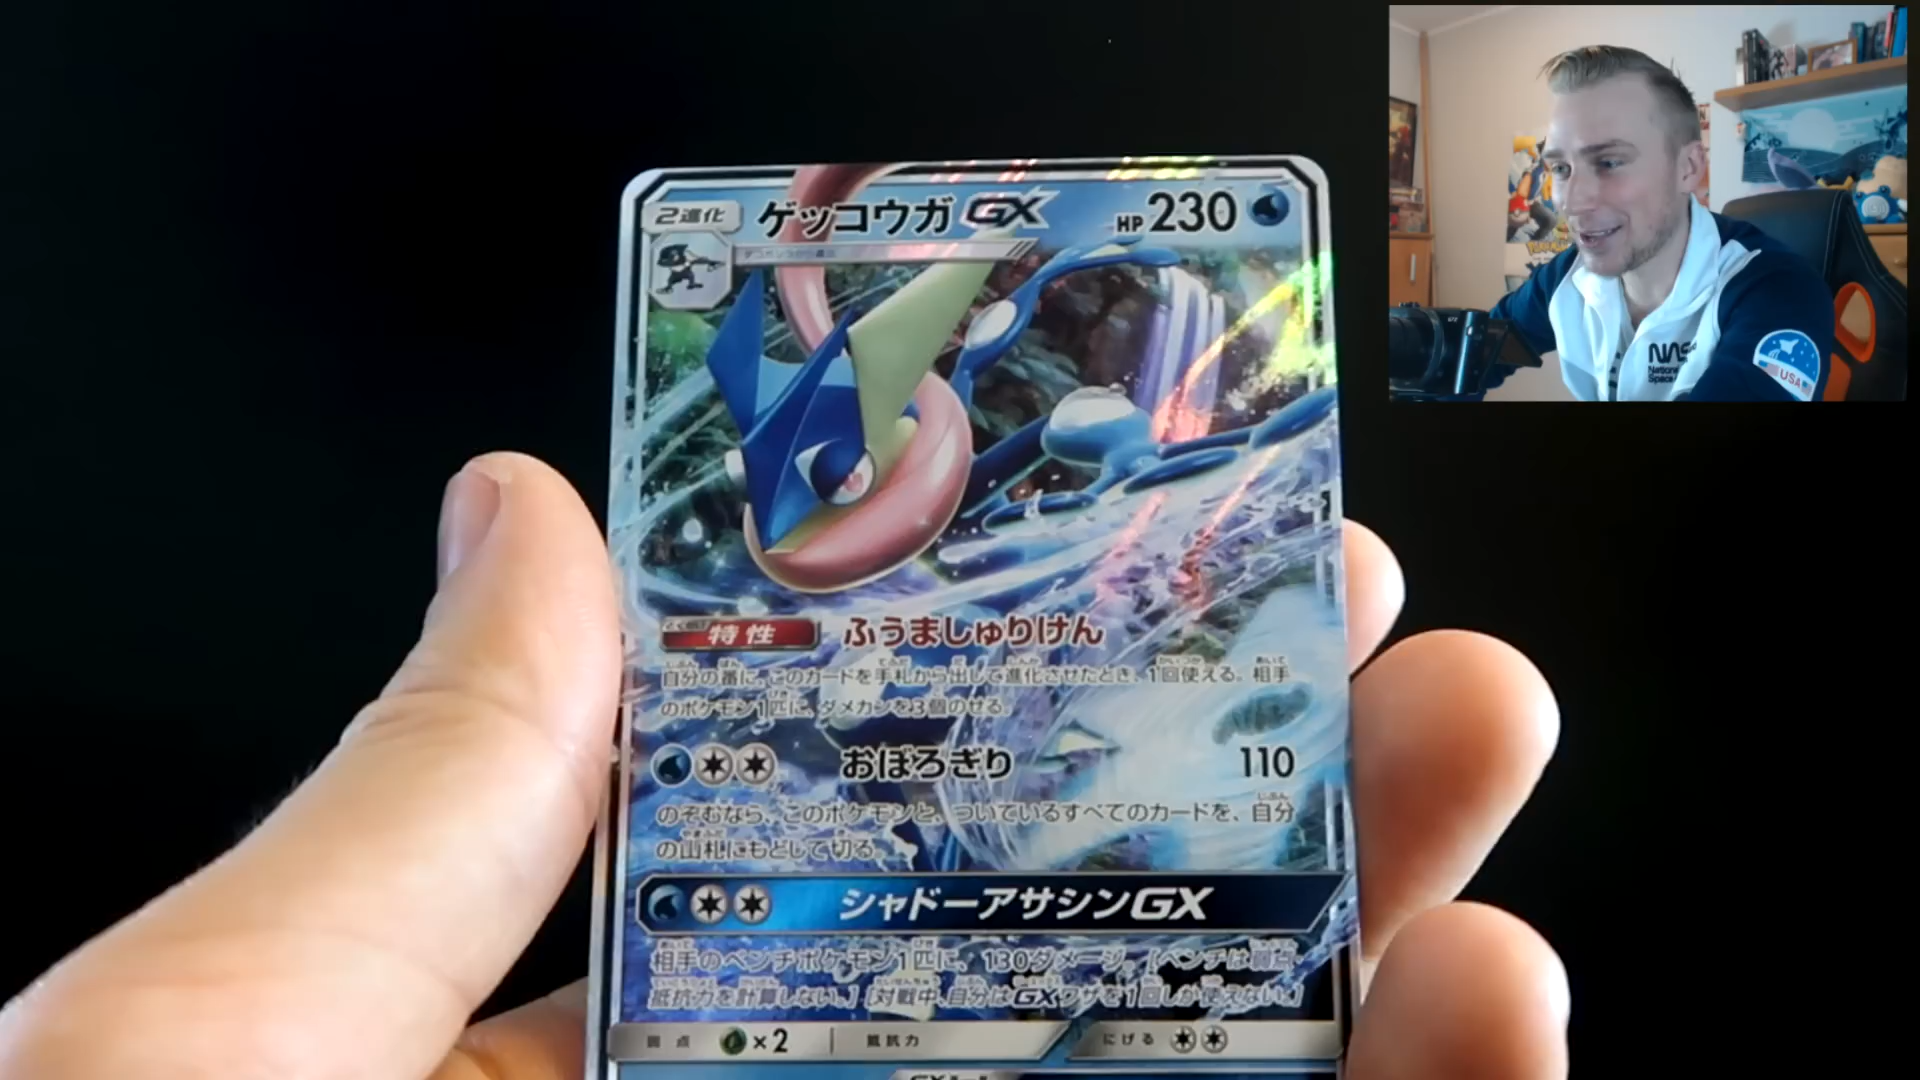 2進化
ゲッコウガGX
HP 230
特性
ふうましゅりけん
自分の番に、このカードを手札から出して進化させたとき、1回使える。相手
のポケモン1匹に、ダメカンを3個のせる。
おぼろぎり 110
のぞむなら、このポケモンと、ついているすべてのカードを、自分
の山札にもどして切る。
シャドーアサシンGX
相手のベンチポケモン1匹に、130ダメージ。[ベンチは弱点・
抵抗力を計算しない。] [対戦中、自分はGXワザを1回しか使えない。]
弱点 ×2 抵抗力 にげる
USA